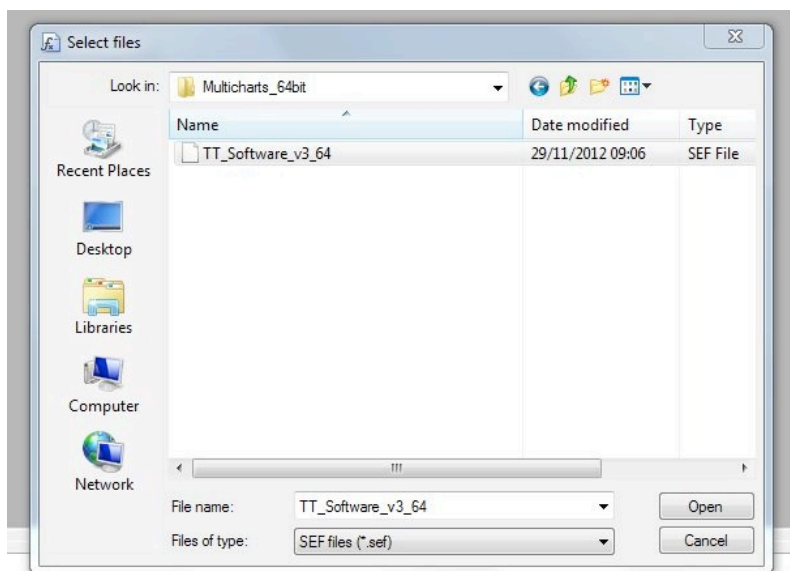 Select files
Look in: Multicharts_64bit
Name Date modified Type
TT_Software_v3_64 29/11/2012 09:06 SEF File
Recent Places
Desktop
Libraries
Computer
Network
File name: TT_Software_v3_64 Open
Files of type: SEF files (*.sef) Cancel